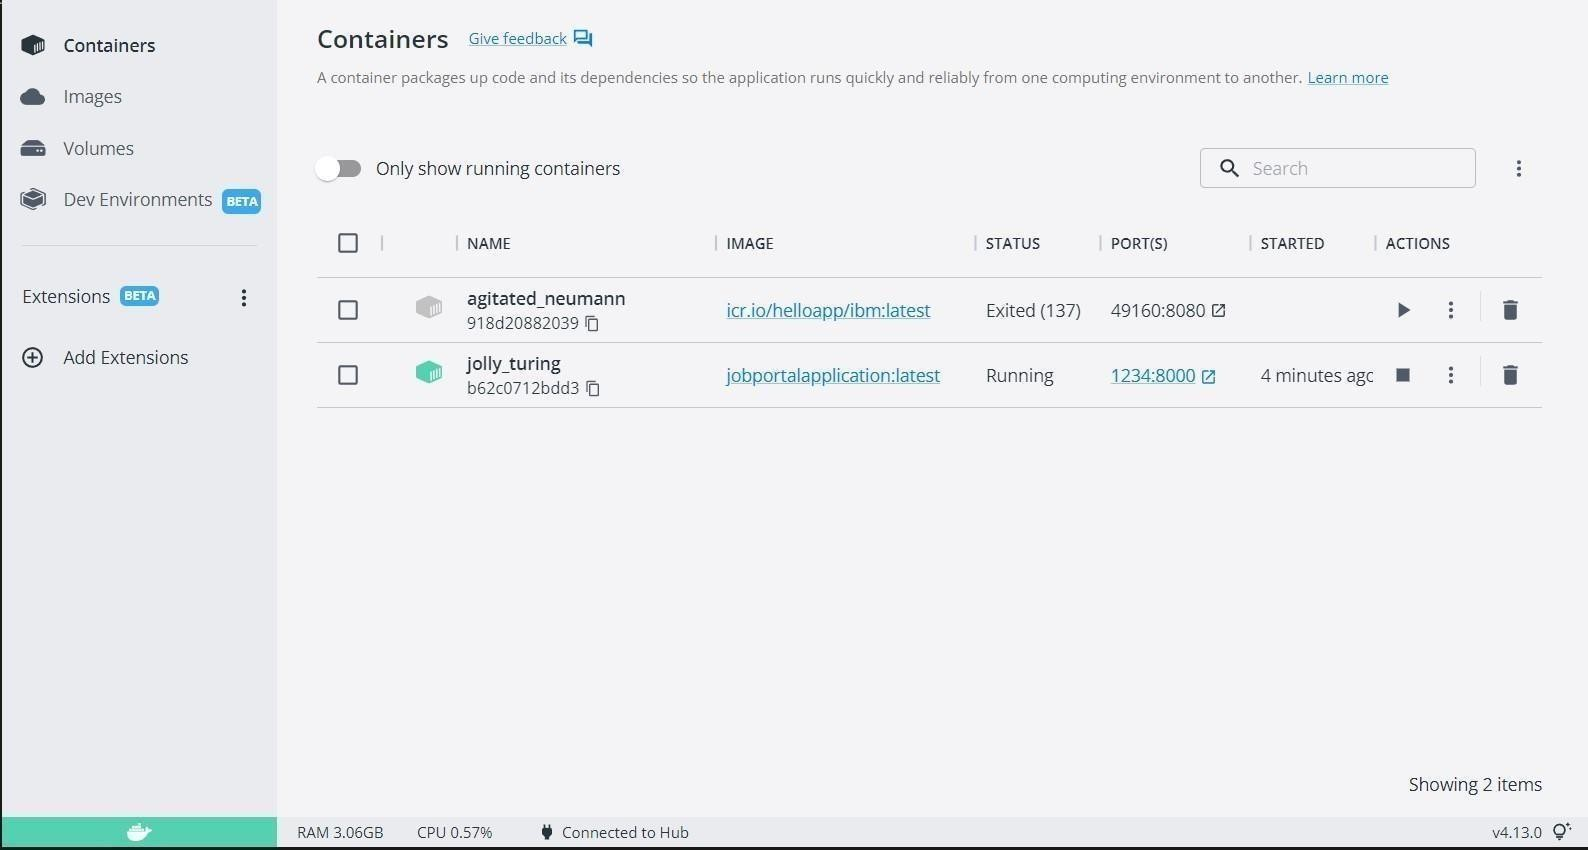 Containers
Images
Volumes
Dev Environments BETA
Extensions BETA
Add Extensions
Containers Give feedback
A container packages up code and its dependencies so the application runs quickly and reliably from one computing environment to another. Learn more
Only show running containers
Search
NAME IMAGE STATUS PORT(S) STARTED ACTIONS
agitated_neumann
918d20882039 icr.io/helloapp/ibm:latest Exited (137) 49160:8080
jolly_turing
b62c0712bdd3 jobportalapplication:latest Running 1234:8000 4 minutes agc
Showing 2 items
RAM 3.06GB CPU 0.57% Connected to Hub v4.13.0